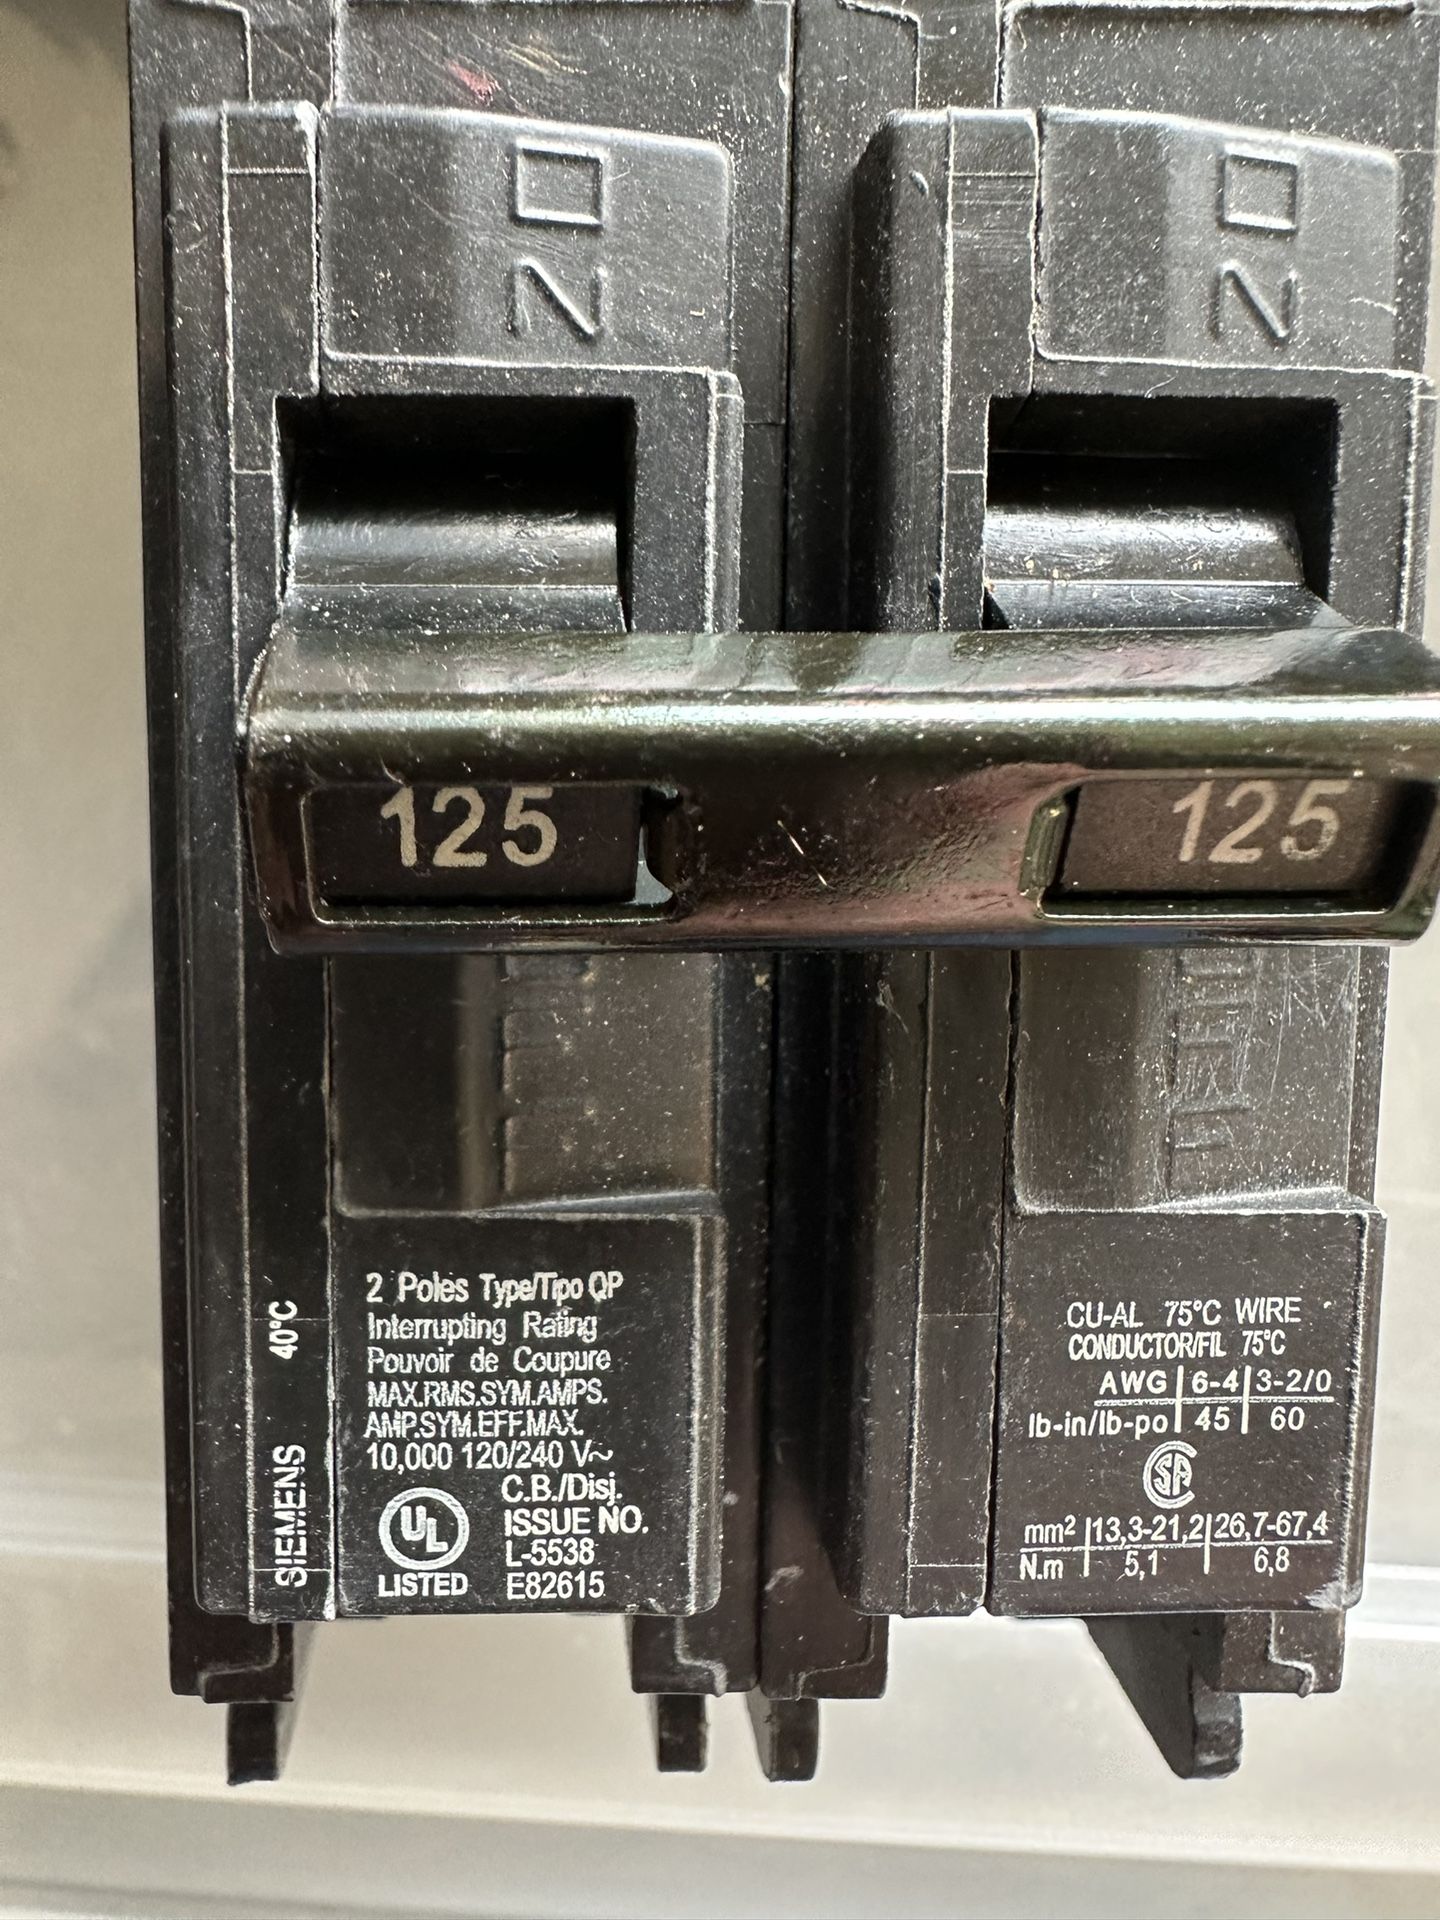 ON
ON
125
125
40°C
SIEMENS
2 Poles Type/Tipo QP
Interrupting Rating
Pouvoir de Coupure
MAX.RMS.SYM.AMPS.
AMP.SYM.EFF.MAX.
10,000 120/240 V~
UL
LISTED
C.B./Disj.
ISSUE NO.
L-5538
E82615
CU-AL 75°C WIRE
CONDUCTOR/FIL 75°C
AWG 6-4 3-2/0
lb-in/lb-po 45 60
SA
mm² 13,3-21,2 26,7-67,4
N.m 5,1 6,8